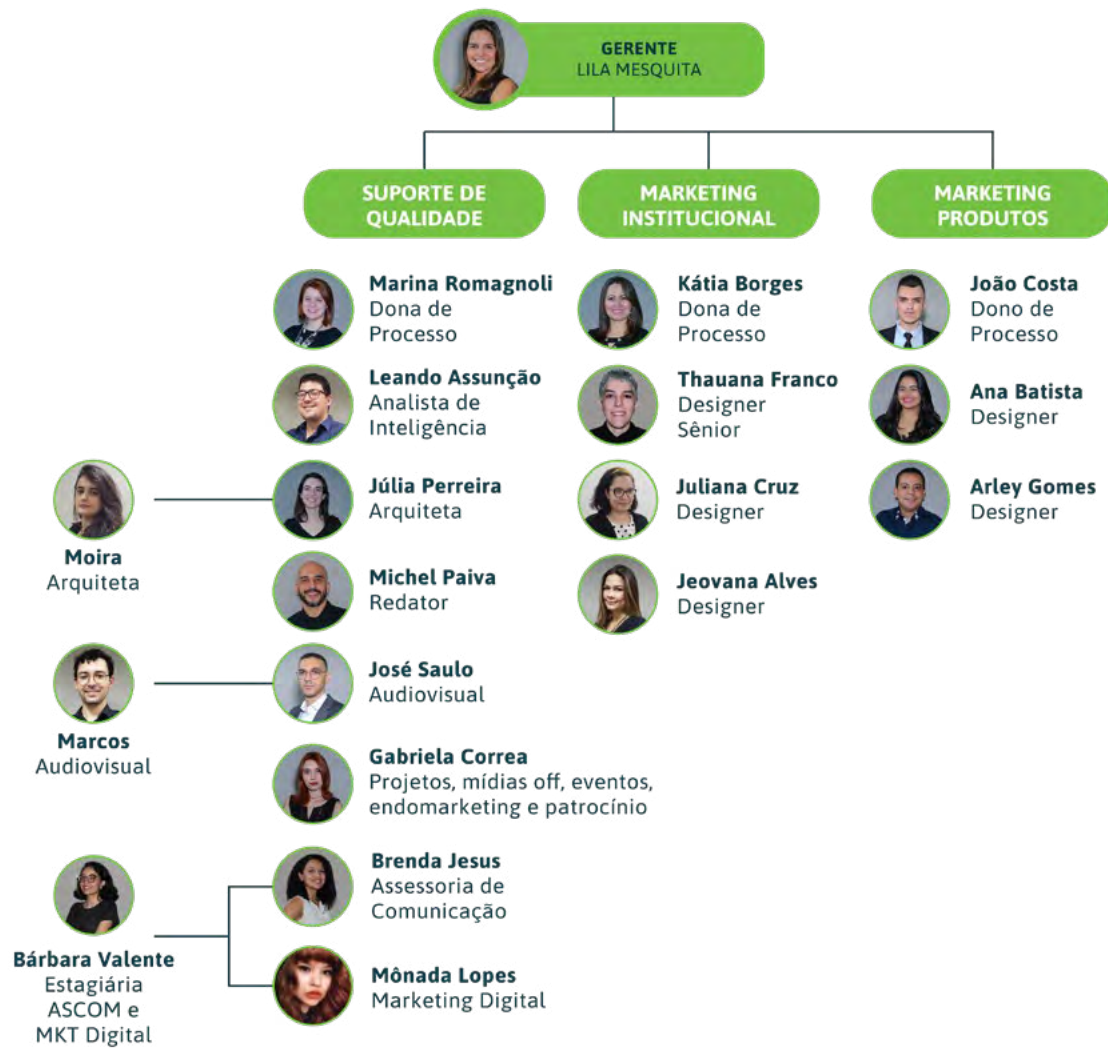 GERENTE
LILA MESQUITA
SUPORTE DE
QUALIDADE
MARKETING
INSTITUCIONAL
MARKETING
PRODUTOS
Marina Romagnoli
Dona de
Processo
Leando Assunção
Analista de
Inteligência
Júlia Perreira
Arquiteta
Moira
Arquiteta
Michel Paiva
Redator
José Saulo
Audiovisual
Marcos
Audiovisual
Gabriela Correa
Projetos, mídias off, eventos,
endomarketing e patrocínio
Brenda Jesus
Assessoria de
Comunicação
Bárbara Valente
Estagiária
ASCOM e
MKT Digital
Mônada Lopes
Marketing Digital
Kátia Borges
Dona de
Processo
Thauana Franco
Designer
Sênior
Juliana Cruz
Designer
Jeovana Alves
Designer
João Costa
Dono de
Processo
Ana Batista
Designer
Arley Gomes
Designer